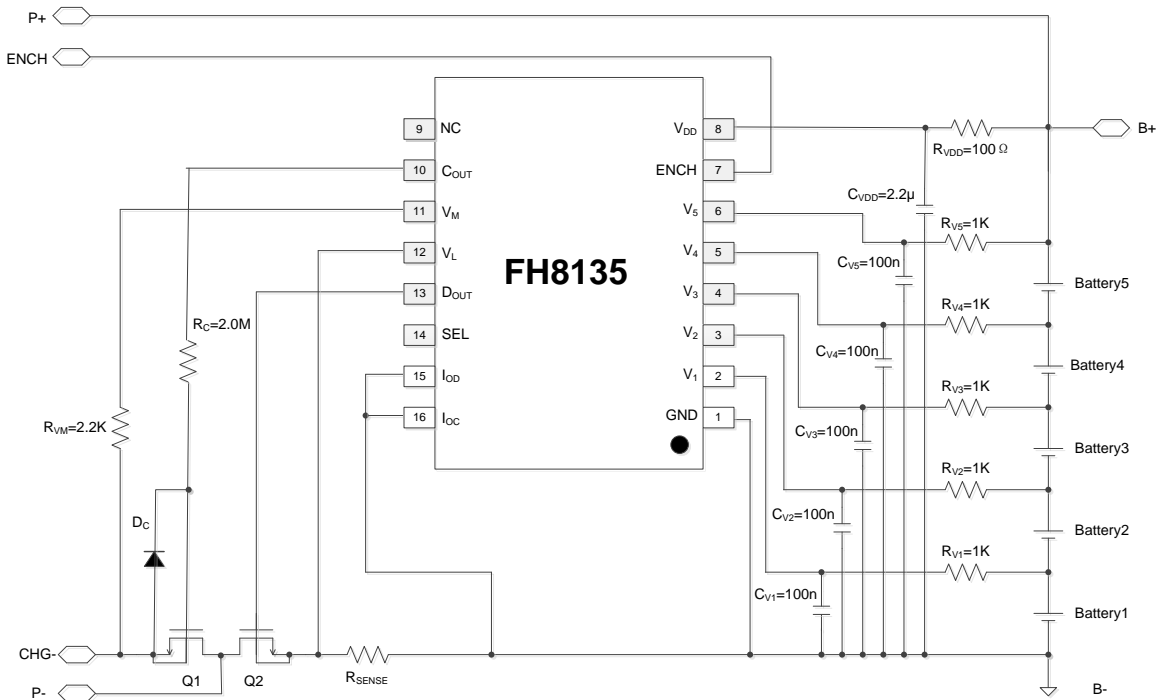 P+
ENCH
FH8135
9 NC
10 COUT
11 VM
12 VL
13 DOUT
14 SEL
15 IOD
16 IOC
VDD 8
ENCH 7
V5 6
V4 5
V3 4
V2 3
V1 2
GND 1
B+
RVDD=100Ω
CVDD=2.2µ
RV5=1K
CV5=100n
Battery5
RV4=1K
CV4=100n
Battery4
RV3=1K
CV3=100n
Battery3
RV2=1K
CV2=100n
Battery2
RV1=1K
CV1=100n
Battery1
RC=2.0M
RVM=2.2K
DC
CHG-
Q1
Q2
RSENSE
P-
B-